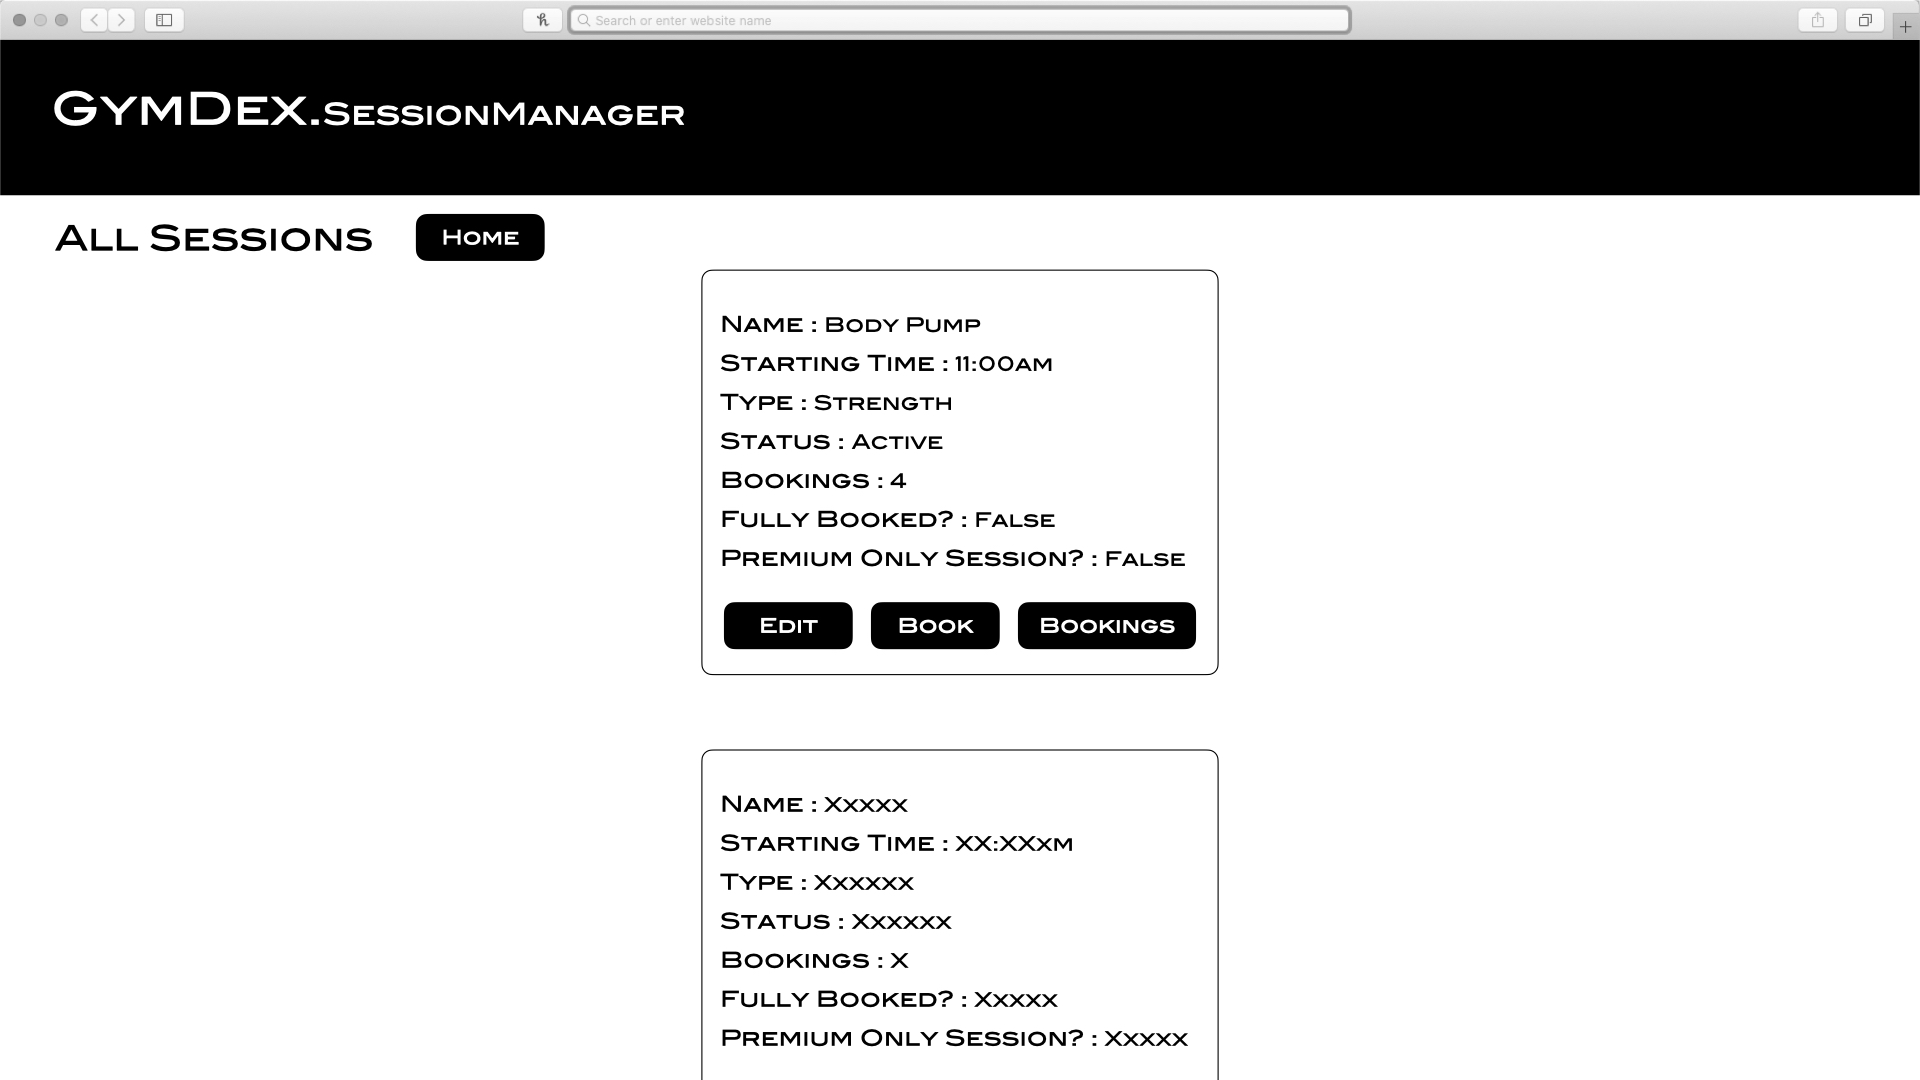 Search or enter website name
GymDex.SessionManager
All Sessions
Home
Name : Body Pump
Starting Time : 11:00am
Type : Strength
Status : Active
Bookings : 4
Fully Booked? : False
Premium Only Session? : False
Edit Book Bookings
Name : Xxxxx
Starting Time : XX:XXxm
Type : Xxxxxx
Status : Xxxxxx
Bookings : X
Fully Booked? : Xxxxx
Premium Only Session? : Xxxxx